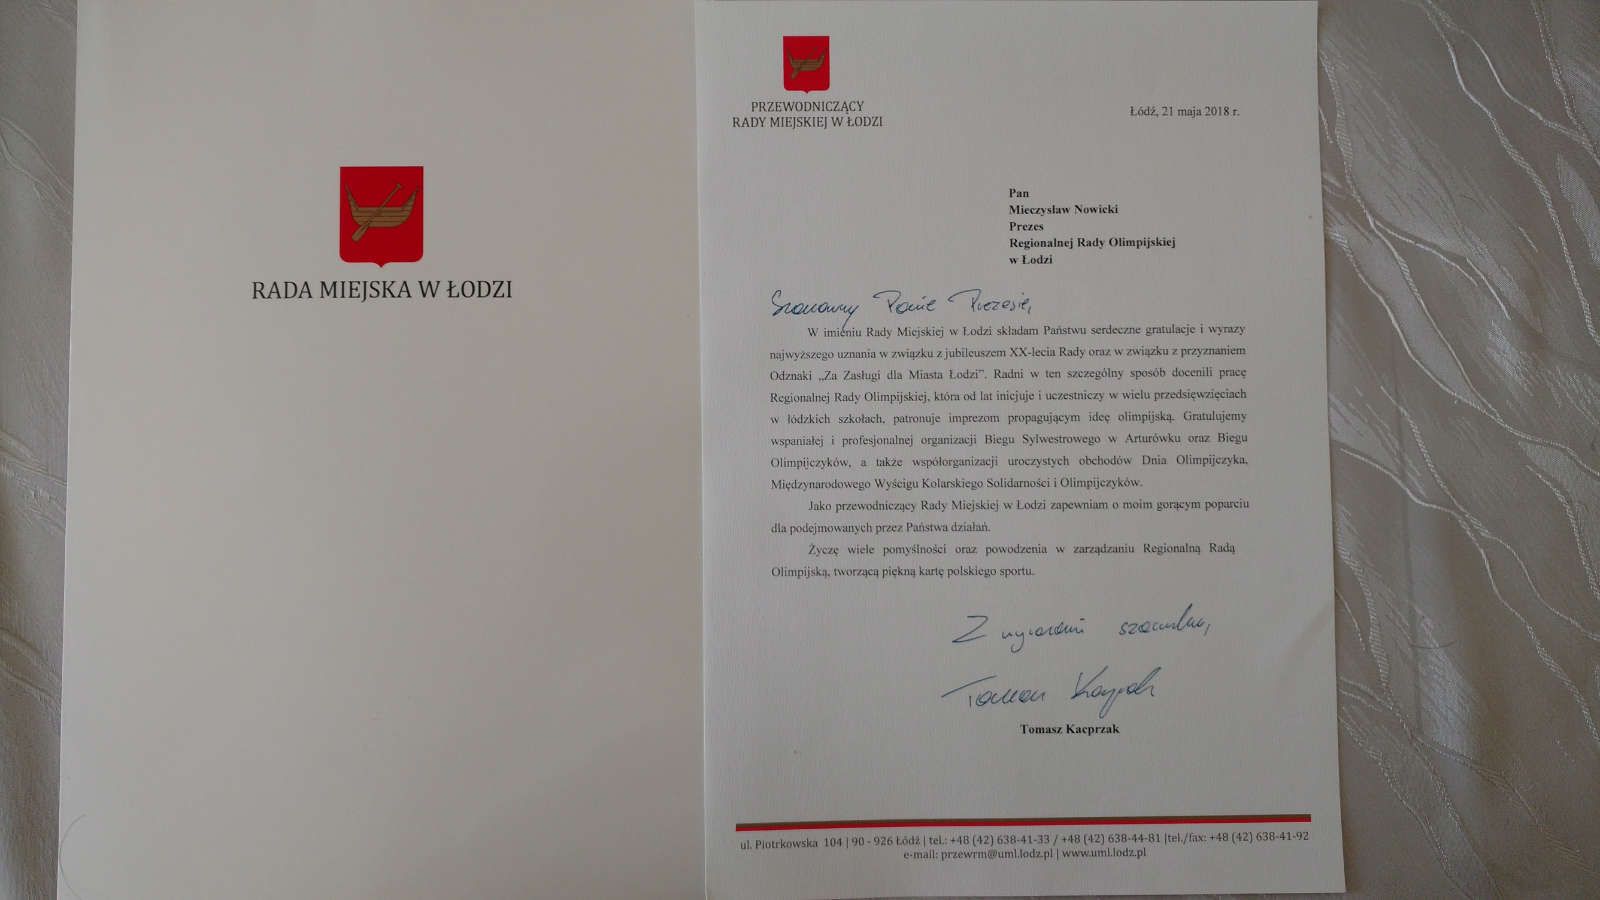 RADA MIEJSKA W ŁODZI
PRZEWODNICZĄCY
RADY MIEJSKIEJ W ŁODZI
Łódź, 21 maja 2018 r.
Pan
Mieczysław Nowicki
Prezes
Regionalnej Rady Olimpijskiej
w Łodzi
Szanowny Panie Prezesie,
W imieniu Rady Miejskiej w Łodzi składam Państwu serdeczne gratulacje i wyrazy
najwyższego uznania w związku z jubileuszem XX-lecia Rady oraz w związku z przyznaniem
Odznaki „Za Zasługi dla Miasta Łodzi”. Radni w ten szczególny sposób docenili pracę
Regionalnej Rady Olimpijskiej, która od lat inicjuje i uczestniczy w wielu przedsięwzięciach
w łódzkich szkołach, patronuje imprezom propagującym ideę olimpijską. Gratulujemy
wspaniałej i profesjonalnej organizacji Biegu Sylwestrowego w Arturówku oraz Biegu
Olimpijczyków, a także współorganizacji uroczystych obchodów Dnia Olimpijczyka,
Międzynarodowego Wyścigu Kolarskiego Solidarności i Olimpijczyków.
Jako przewodniczący Rady Miejskiej w Łodzi zapewniam o moim gorącym poparciu
dla podejmowanych przez Państwa działań.
Życzę wiele pomyślności oraz powodzenia w zarządzaniu Regionalną Radą
Olimpijską, tworzącą piękną kartę polskiego sportu.
Z wyrazami szacunku,
Tomasz Kacprzak
Tomasz Kacprzak
ul. Piotrkowska 104 | 90 - 926 Łódź | tel.: +48 (42) 638-41-33 / +48 (42) 638-44-81 |tel./fax: +48 (42) 638-41-92
e-mail: przewrm@uml.lodz.pl | www.uml.lodz.pl